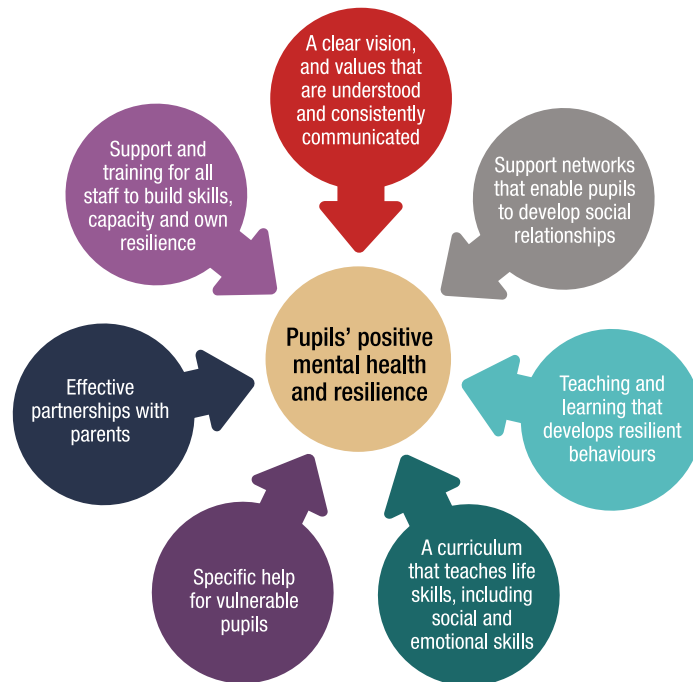 A clear vision,
and values that
are understood
and consistently
communicated
Support networks
that enable pupils
to develop social
relationships
Teaching and
learning that
develops resilient
behaviours
A curriculum
that teaches life
skills, including
social and
emotional skills
Specific help
for vulnerable
pupils
Effective
partnerships with
parents
Support and
training for all
staff to build skills,
capacity and own
resilience
Pupils’ positive
mental health
and resilience